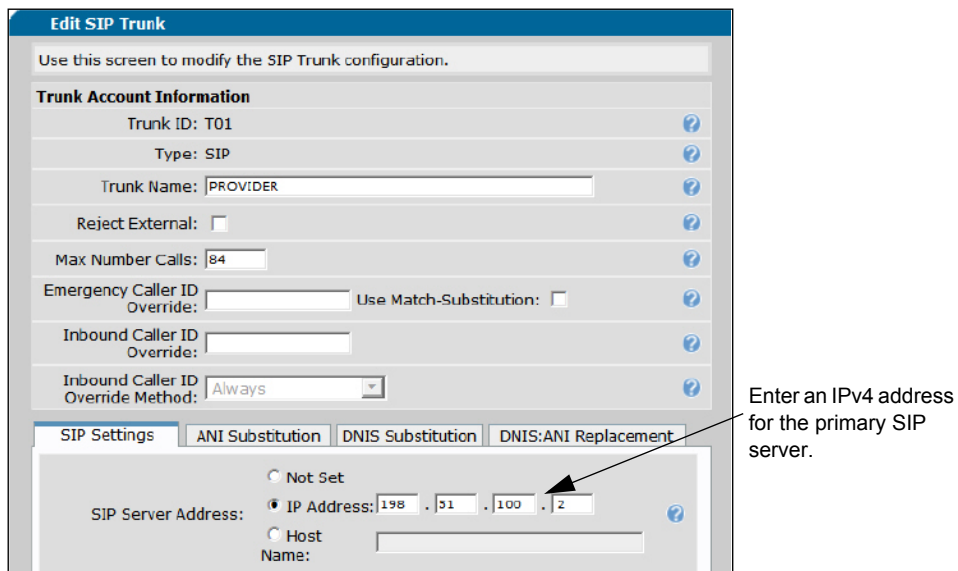 Edit SIP Trunk
Use this screen to modify the SIP Trunk configuration.
Trunk Account Information
Trunk ID: T01
Type: SIP
Trunk Name: PROVIDER
Reject External:
Max Number Calls: 84
Emergency Caller ID
Override:
Use Match-Substitution:
Inbound Caller ID
Override:
Inbound Caller ID
Override Method:
Always
SIP Settings
ANI Substitution
DNIS Substitution
DNIS:ANI Replacement
SIP Server Address:
Not Set
IP Address: 198 . 51 . 100 . 2
Host
Name:
Enter an IPv4 address
for the primary SIP
server.